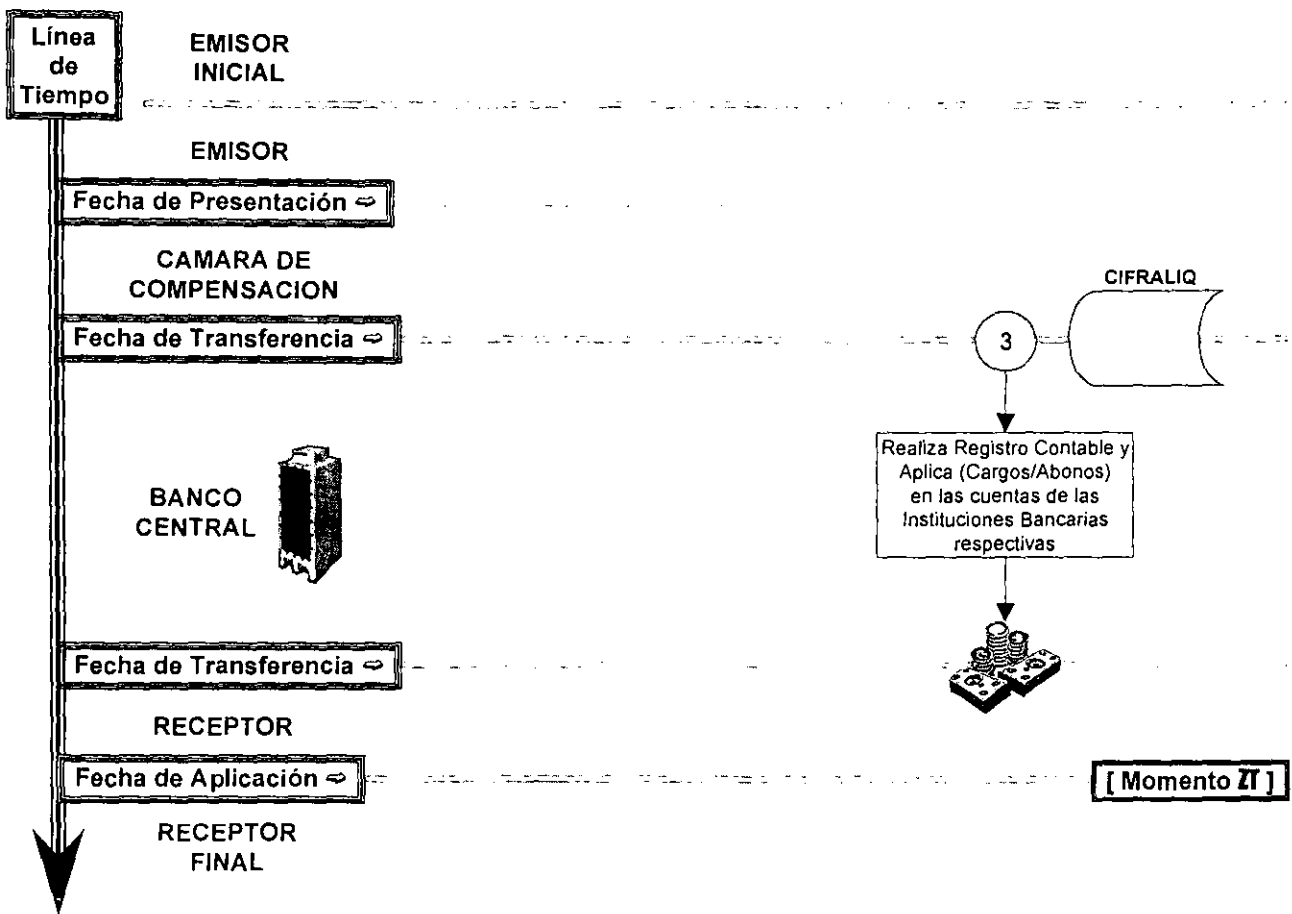 Línea
de
Tiempo
EMISOR
INICIAL
EMISOR
Fecha de Presentación ⇨
CAMARA DE
COMPENSACION
Fecha de Transferencia ⇨
CIFRALIQ
3
Realiza Registro Contable y
Aplica (Cargos/Abonos)
en las cuentas de las
Instituciones Bancarias
respectivas
BANCO
CENTRAL
Fecha de Transferencia ⇨
RECEPTOR
Fecha de Aplicación ⇨
[ Momento ]
RECEPTOR
FINAL